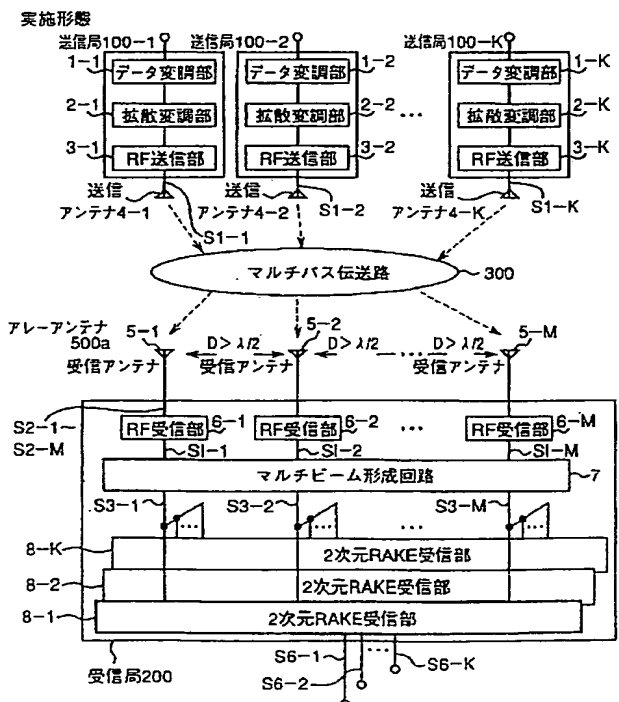 実施形態
送信局100-1 送信局100-2 送信局100-K
1-1 データ変調部 データ変調部 1-2 データ変調部 1-K
2-1 拡散変調部 拡散変調部 2-2 … 拡散変調部 2-K
3-1 RF送信部 RF送信部 3-2 RF送信部 3-K
送信 送信 送信
アンテナ4-1 アンテナ4-2 S1-2 アンテナ4-K S1-K
S1-1
マルチパス伝送路 300
アレーアンテナ 5-1 5-2 5-M
500a D>λ/2 D>λ/2 … D>λ/2
受信アンテナ 受信アンテナ 受信アンテナ
S2-1 RF受信部 6-1 RF受信部 6-2 RF受信部 6-M
S2-M SI-1 SI-2 … SI-M
マルチビーム形成回路 7
S3-1 … S3-2 … … S3-M …
8-K 2次元RAKE受信部
8-2 2次元RAKE受信部
8-1 2次元RAKE受信部
受信局200 S6-1 … S6-K
S6-2